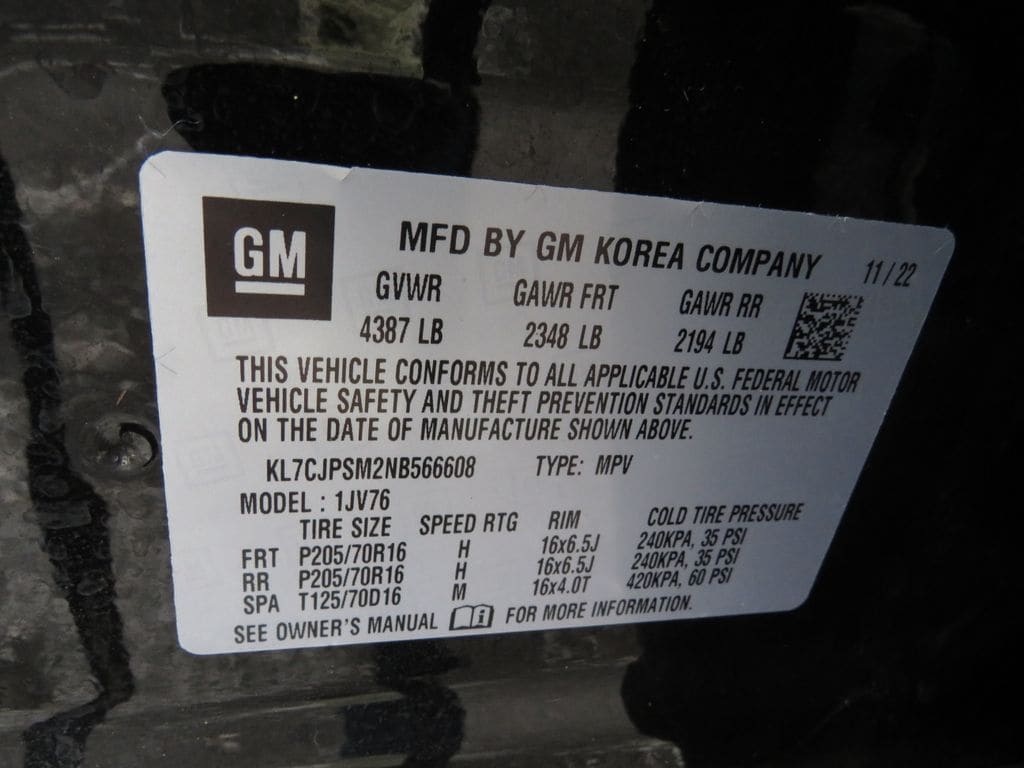 GM
MFD BY GM KOREA COMPANY 11/22
GVWR GAWR FRT GAWR RR
4387 LB 2348 LB 2194 LB
THIS VEHICLE CONFORMS TO ALL APPLICABLE U.S. FEDERAL MOTOR
VEHICLE SAFETY AND THEFT PREVENTION STANDARDS IN EFFECT
ON THE DATE OF MANUFACTURE SHOWN ABOVE.
KL7CJPSM2NB566608 TYPE: MPV
MODEL : 1JV76
TIRE SIZE SPEED RTG RIM COLD TIRE PRESSURE
FRT P205/70R16 H 16x6.5J 240KPA, 35 PSI
RR P205/70R16 H 16x6.5J 240KPA, 35 PSI
SPA T125/70D16 M 16x4.0T 420KPA, 60 PSI
SEE OWNER'S MANUAL i FOR MORE INFORMATION.